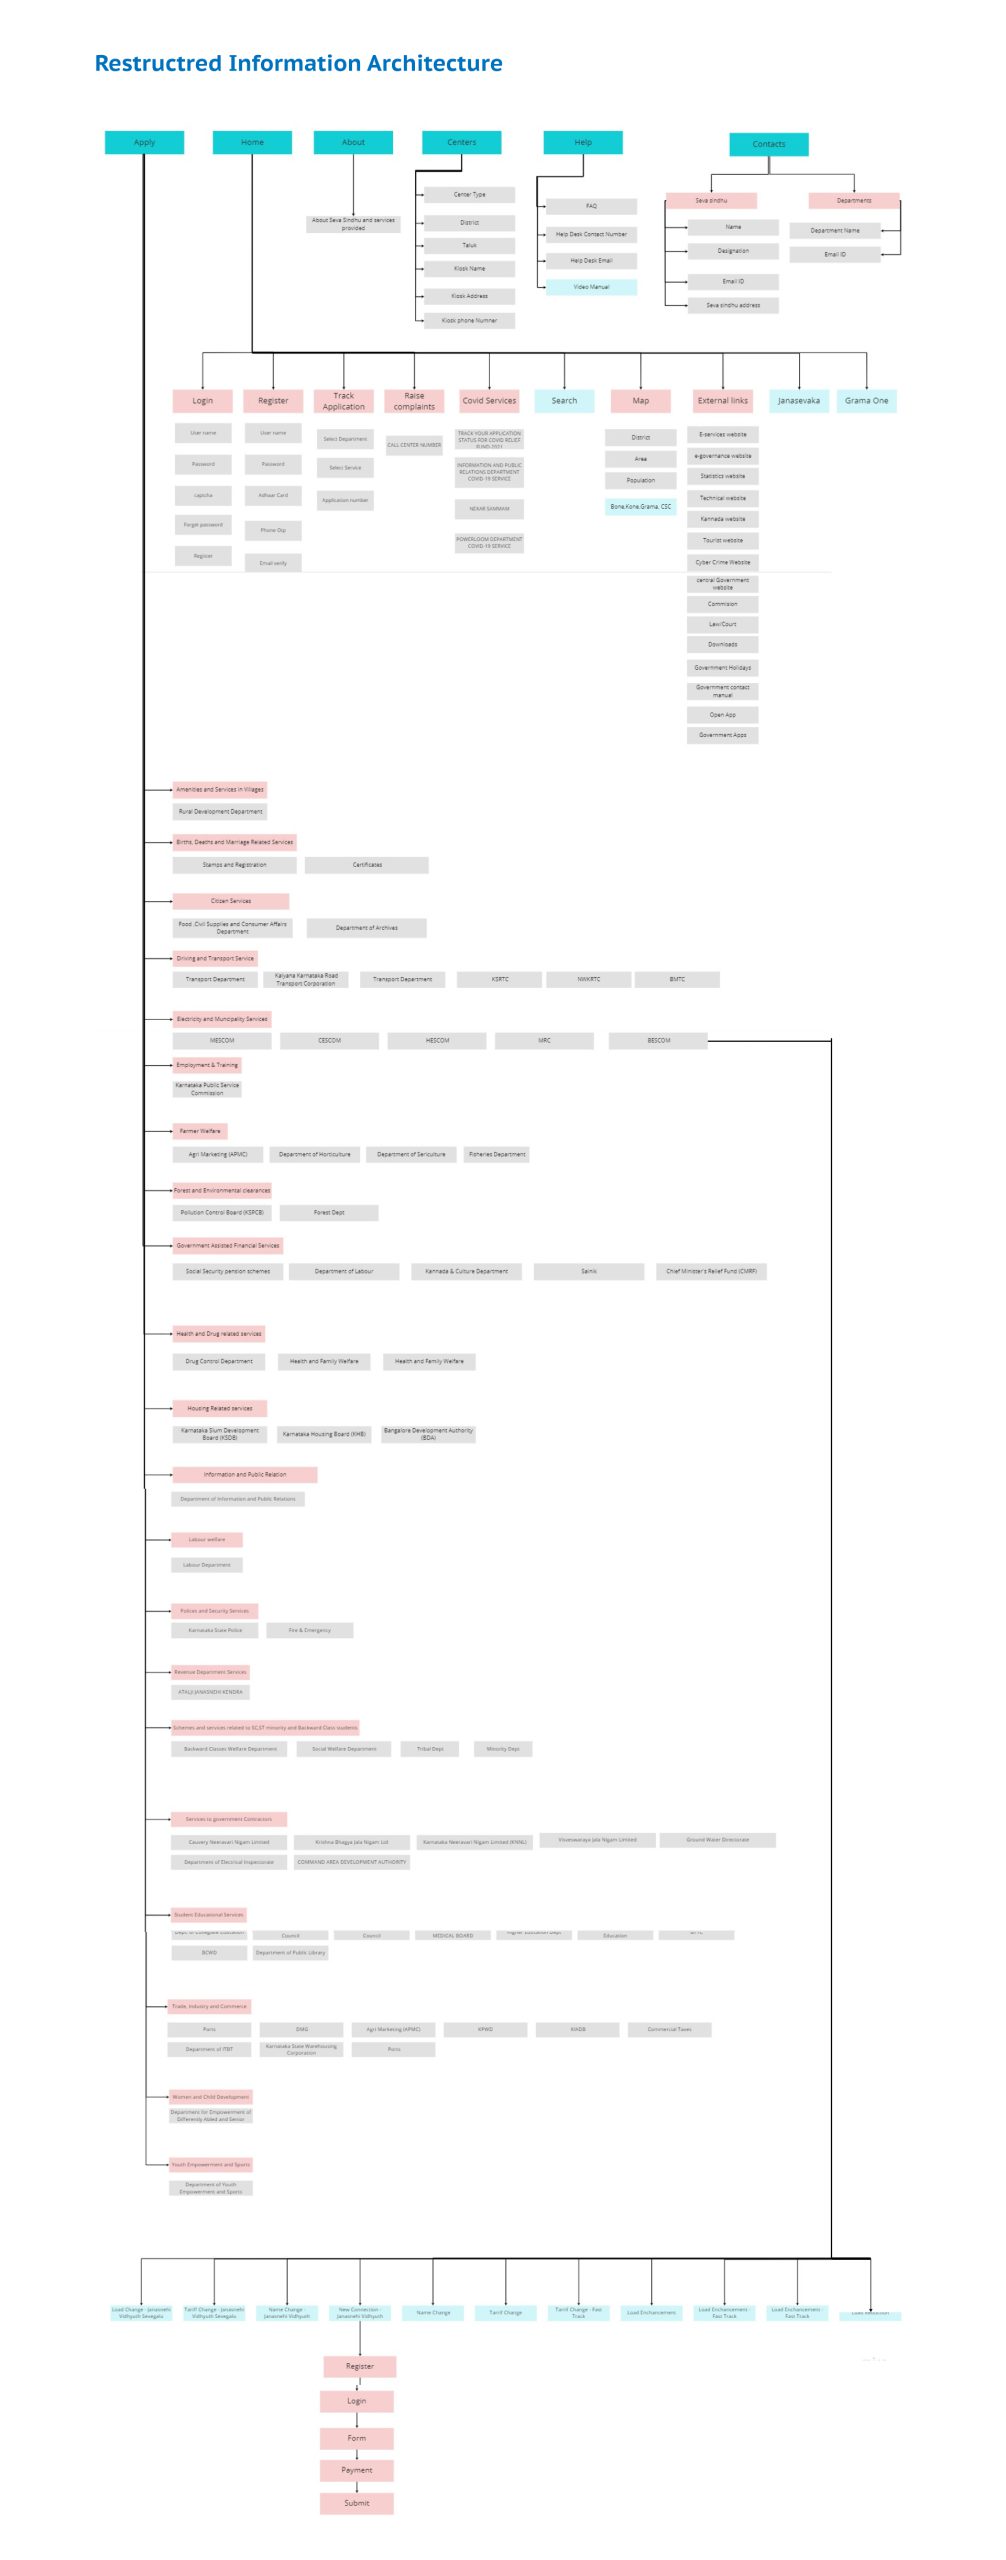 Restructred Information Architecture
Apply
Home
About
Centers
Help
Contacts
About Seva Sindhu and services
provided
Center Type
District
Taluk
Kiosk Name
Kiosk Address
Kiosk phone Numner
FAQ
Help Desk Contact Number
Help Desk Email
Video Manual
Seva sindhu
Name
Designation
Email ID
Seva sindhu address
Departments
Department Name
Email ID
Login
User name
Password
captcha
Forget password
Register
Register
User name
Password
Adhaar Card
Phone Otp
Email verify
Track
Application
Select Department
Select Service
Application number
Raise
complaints
CALL CENTER NUMBER
Covid Services
TRACK YOUR APPLICATION
STATUS FOR COVID RELIEF
FUND-2021
INFORMATION AND PUBLIC
RELATIONS DEPARTMENT
COVID-19 SERVICE
NEKAR SAMMAM
POWERLOOM DEPARTMENT
COVID-19 SERVICE
Search
Map
District
Area
Population
Bone,Kone,Grama, CSC
External links
E-services website
e-governance website
Statistics website
Technical website
Kannada website
Tourist website
Cyber Crime Website
central Government
website
Commision
Law/Court
Downloads
Government Holidays
Government contact
manual
Open App
Government Apps
Janasevaka
Grama One
Amenities and Services in Villages
Rural Development Department
Births, Deaths and Marriage Related Services
Stamps and Registration
Certificates
Citizen Services
Food ,Civil Supplies and Consumer Affairs
Department
Department of Archives
Driving and Transport Service
Transport Department
Kalyana Karnataka Road
Transport Corporation
Transport Department
KSRTC
NWKRTC
BMTC
Electricity and Muncipality Services
MESCOM
CESCOM
HESCOM
MRC
BESCOM
Employment & Training
Karnataka Public Service
Commission
Farmer Welfare
Agri Marketing (APMC)
Department of Horticulture
Department of Sericulture
Fisheries Department
Forest and Environmental clearances
Pollution Control Board (KSPCB)
Forest Dept
Government Assisted Financial Services
Social Security pension schemes
Department of Labour
Kannada & Culture Department
Sainik
Chief Minister's Relief Fund (CMRF)
Health and Drug related services
Drug Control Department
Health and Family Welfare
Health and Family Welfare
Housing Related services
Karnataka Slum Development
Board (KSDB)
Karnataka Housing Board (KHB)
Bangalore Development Authority
(BDA)
Information and Public Relation
Department of Information and Public Relations
Labour welfare
Labour Department
Polices and Security Services
Karnataka State Police
Fire & Emergency
Revenue Department Services
ATALJI JANASNEHI KENDRA
Schemes and services related to SC,ST minority and Backward Class students
Backward Classes Welfare Department
Social Welfare Department
Tribal Dept
Minority Dept
Services to government Contractors
Cauvery Neeravari Nigam Limited
Krishna Bhagya Jala Nigam Ltd
Karnataka Neeravari Nigam Limited (KNNL)
Visveswaraya Jala Nigam Limited
Ground Water Directorate
Department of Electrical Inspectorate
COMMAND AREA DEVELOPMENT AUTHORITY
Student Educational Services
Dept. of Collegiate Education
Council
Council
MEDICAL BOARD
Higher Education Dept
Education
BCWD
Department of Public Library
Trade, Industry and Commerce
Ports
DMG
Agri Marketing (APMC)
KPWD
KIADB
Commercial Taxes
Department of ITBT
Karnataka State Warehousing
Corporation
Ports
Women and Child Development
Department for Empowerment of
Differently Abled and Senior
Youth Empowerment and Sports
Department of Youth
Empowerment and Sports
Load Change - Janasnehi
Vidhyuth Sevegalu
Tariff Change - Janasnehi
Vidhyuth Sevegalu
Name Change -
Janasnehi Vidhyuth
New Connection -
Janasnehi Vidhyuth
Name Change
Tariff Change
Tariff Change - Fast
Track
Load Enchancement
Load Enchancement -
Fast Track
Load Enchancement -
Fast Track
Register
Login
Form
Payment
Submit